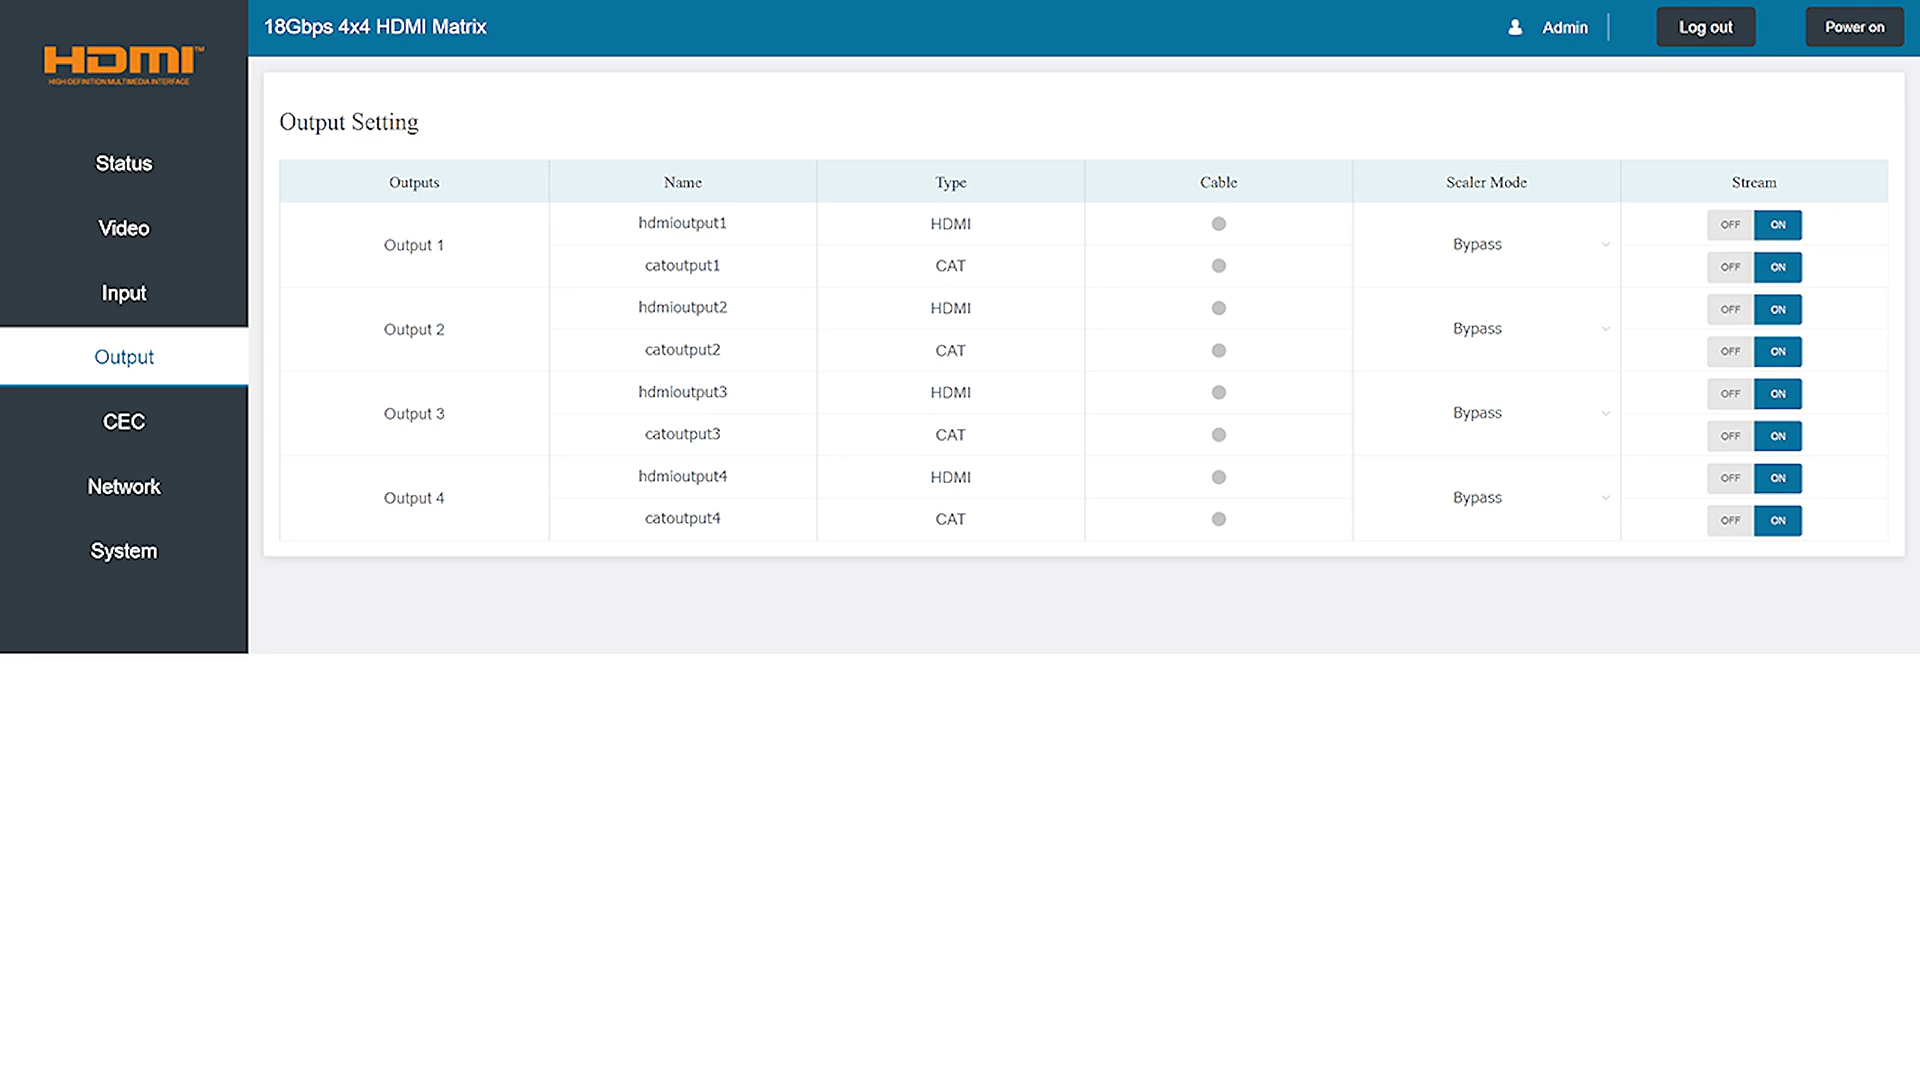 HDMI™
HIGH DEFINITION MULTIMEDIA INTERFACE
18Gbps 4x4 HDMI Matrix
Admin
Log out
Power on
Status
Video
Input
Output
CEC
Network
System
Output Setting
Outputs Name Type Cable Scaler Mode Stream
Output 1
hdmioutput1 HDMI OFF ON
Bypass
catoutput1 CAT OFF ON
Output 2
hdmioutput2 HDMI OFF ON
Bypass
catoutput2 CAT OFF ON
Output 3
hdmioutput3 HDMI OFF ON
Bypass
catoutput3 CAT OFF ON
Output 4
hdmioutput4 HDMI OFF ON
Bypass
catoutput4 CAT OFF ON